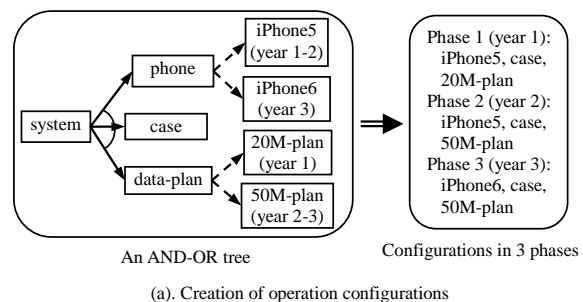 iPhone5
(year 1-2)
phone
iPhone6
(year 3)
system
case
20M-plan
(year 1)
data-plan
50M-plan
(year 2-3)
An AND-OR tree
Phase 1 (year 1):
iPhone5, case,
20M-plan
Phase 2 (year 2):
iPhone5, case,
50M-plan
Phase 3 (year 3):
iPhone6, case,
50M-plan
Configurations in 3 phases
(a). Creation of operation configurations